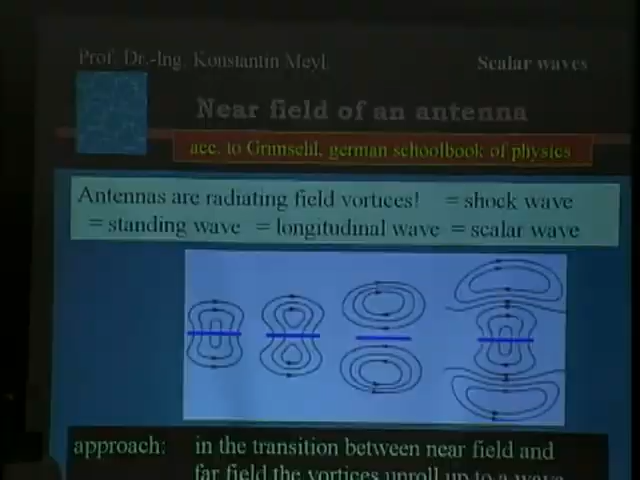 Prof. Dr.-Ing. Konstantin Meyl
Scalar waves
Near field of an antenna
acc. to Grimsehl, german schoolbook of physics
Antennas are radiating field vortices! = shock wave
= standing wave = longitudinal wave = scalar wave
approach: in the transition between near field and
far field the vortices unroll up to a wave